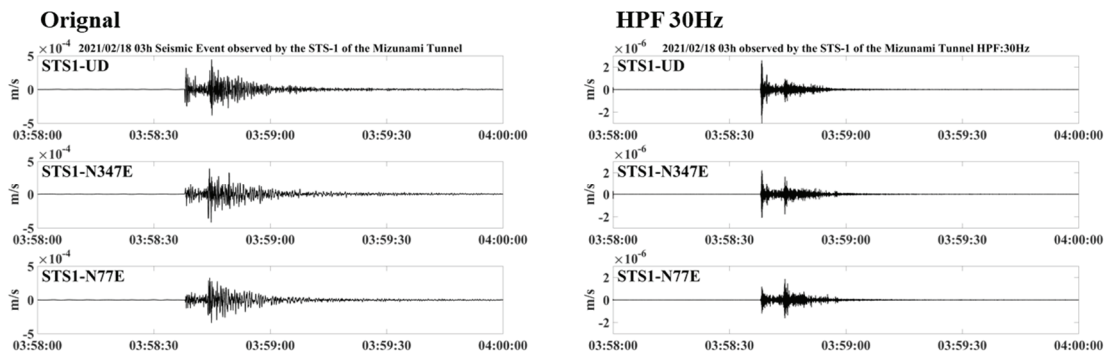 Orignal
×10⁻⁴ 2021/02/18 03h Seismic Event observed by the STS-1 of the Mizunami Tunnel
5
STS1-UD
m/s
0
-5
03:58:00 03:58:30 03:59:00 03:59:30 04:00:00
×10⁻⁴
5
STS1-N347E
m/s
0
-5
03:58:00 03:58:30 03:59:00 03:59:30 04:00:00
×10⁻⁴
5
STS1-N77E
m/s
0
-5
03:58:00 03:58:30 03:59:00 03:59:30 04:00:00
HPF 30Hz
×10⁻⁶ 2021/02/18 03h observed by the STS-1 of the Mizunami Tunnel HPF:30Hz
2
STS1-UD
m/s
0
-2
03:58:00 03:58:30 03:59:00 03:59:30 04:00:00
×10⁻⁶
2
STS1-N347E
m/s
0
-2
03:58:00 03:58:30 03:59:00 03:59:30 04:00:00
×10⁻⁶
2
STS1-N77E
m/s
0
-2
03:58:00 03:58:30 03:59:00 03:59:30 04:00:00